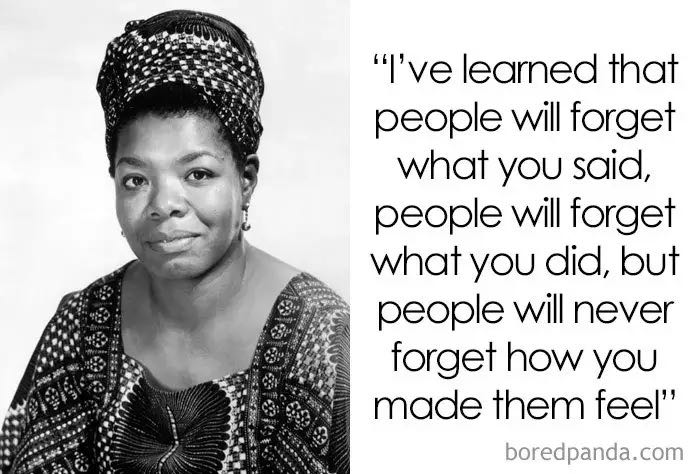 “I’ve learned that
people will forget
what you said,
people will forget
what you did, but
people will never
forget how you
made them feel”
boredpanda.com